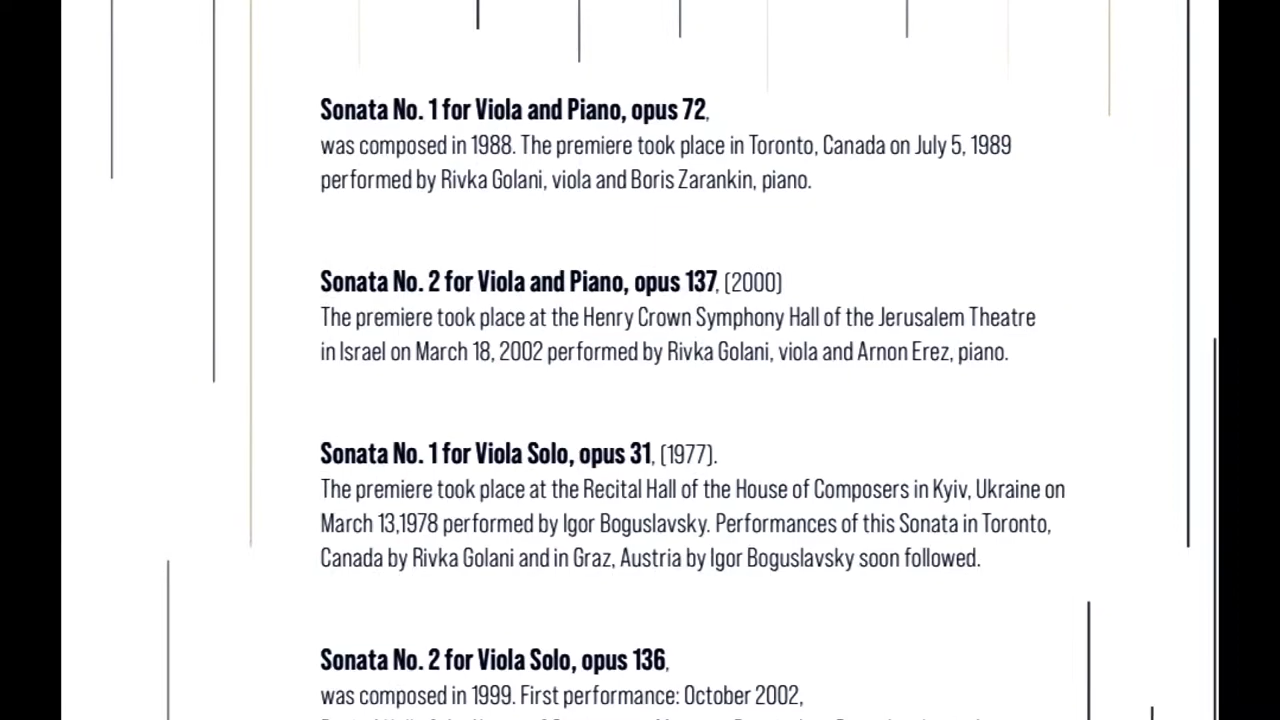 Sonata No. 1 for Viola and Piano, opus 72,
was composed in 1988. The premiere took place in Toronto, Canada on July 5, 1989
performed by Rivka Golani, viola and Boris Zarankin, piano.
Sonata No. 2 for Viola and Piano, opus 137, (2000)
The premiere took place at the Henry Crown Symphony Hall of the Jerusalem Theatre
in Israel on March 18, 2002 performed by Rivka Golani, viola and Arnon Erez, piano.
Sonata No. 1 for Viola Solo, opus 31, (1977).
The premiere took place at the Recital Hall of the House of Composers in Kyiv, Ukraine on
March 13,1978 performed by Igor Boguslavsky. Performances of this Sonata in Toronto,
Canada by Rivka Golani and in Graz, Austria by Igor Boguslavsky soon followed.
Sonata No. 2 for Viola Solo, opus 136,
was composed in 1999. First performance: October 2002,